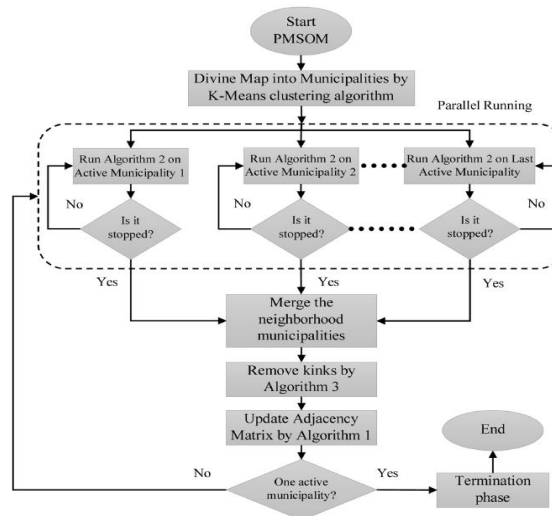 Start
PMSOM
Divine Map into Municipalities by
K-Means clustering algorithm
Parallel Running
Run Algorithm 2 on
Active Municipality 1
Run Algorithm 2 on
Active Municipality 2
Run Algorithm 2 on Last
Active Municipality
No
No
No
Is it
stopped?
Is it
stopped?
Is it
stopped?
Yes
Yes
Yes
Merge the
neighborhood
municipalities
Remove kinks by
Algorithm 3
Update Adjacency
Matrix by Algorithm 1
End
No
Yes
One active
municipality?
Termination
phase